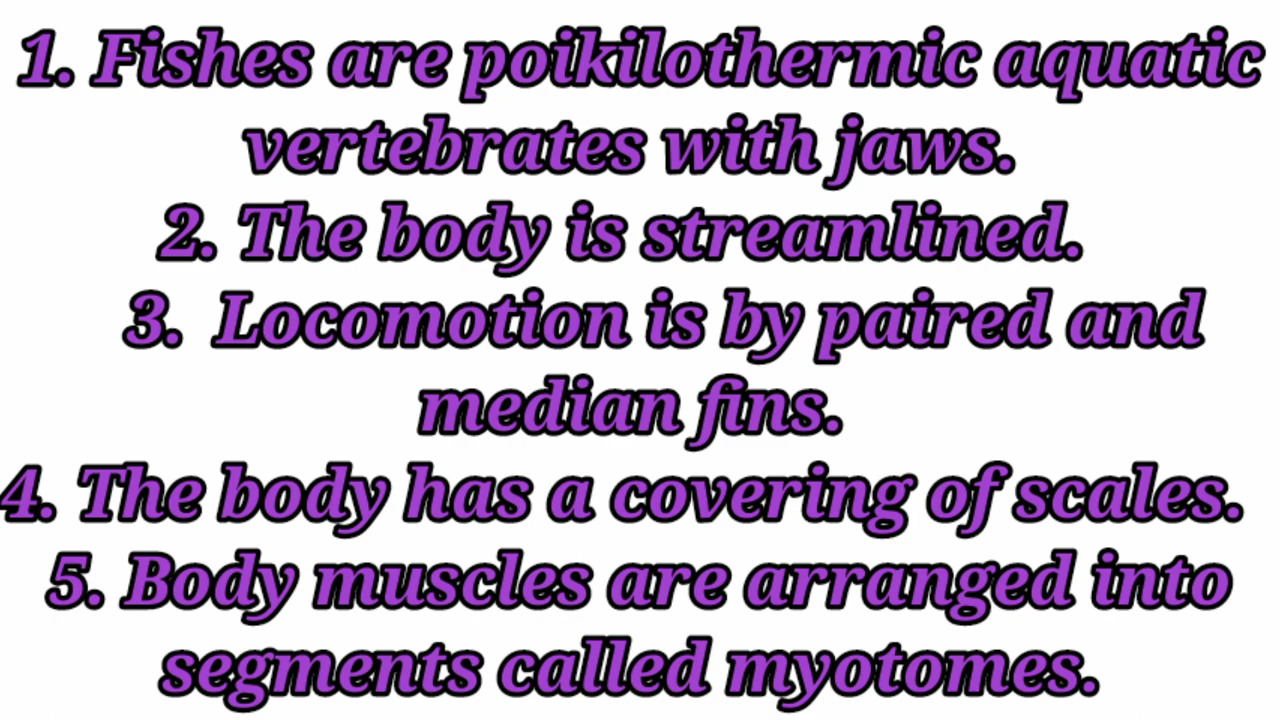 1. Fishes are poikilothermic aquatic
vertebrates with jaws.
2. The body is streamlined.
3. Locomotion is by paired and
median fins.
4. The body has a covering of scales.
5. Body muscles are arranged into
segments called myotomes.